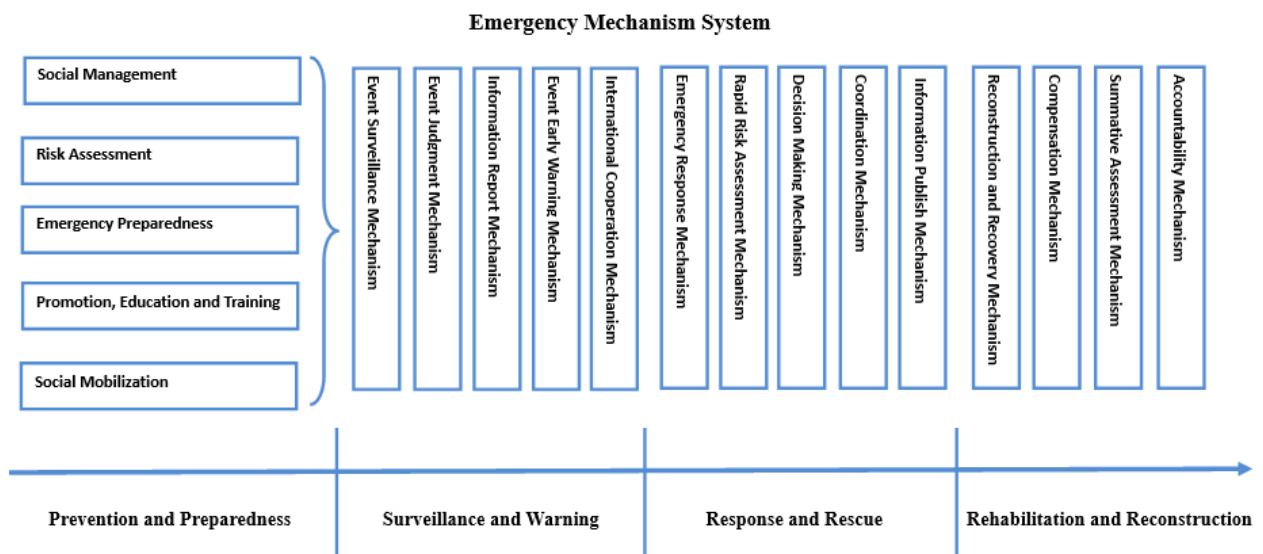 Emergency Mechanism System
Social Management
Risk Assessment
Emergency Preparedness
Promotion, Education and Training
Social Mobilization
Event Surveillance Mechanism
Event Judgment Mechanism
Information Report Mechanism
Event Early Warning Mechanism
International Cooperation Mechanism
Emergency Response Mechanism
Rapid Risk Assessment Mechanism
Decision Making Mechanism
Coordination Mechanism
Information Publish Mechanism
Reconstruction and Recovery Mechanism
Compensation Mechanism
Summative Assessment Mechanism
Accountability Mechanism
Prevention and Preparedness
Surveillance and Warning
Response and Rescue
Rehabilitation and Reconstruction